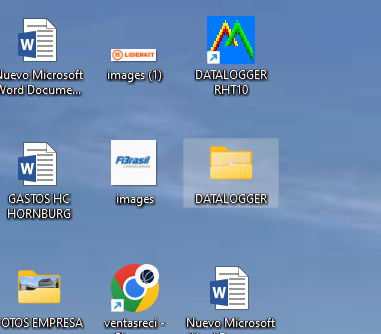 Nuevo Microsoft
Word Docume...
LIDERKIT
images (1)
DATALOGGER
RHT10
GASTOS HC
HORNBURG
FiBrasil
images
DATALOGGER
FOTOS EMPRESA
ventasreci -
Nuevo Microsoft